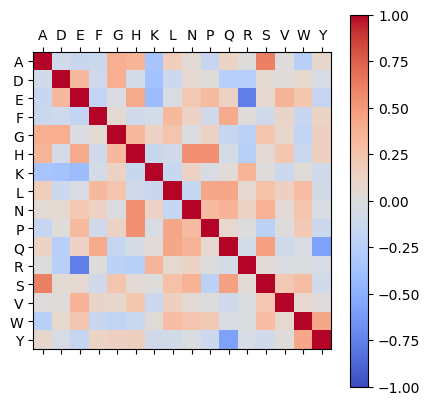 A D E F G H K L N P Q R S V W Y
A
D
E
F
G
H
K
L
N
P
Q
R
S
V
W
Y
1.00
0.75
0.50
0.25
0.00
−0.25
−0.50
−0.75
−1.00